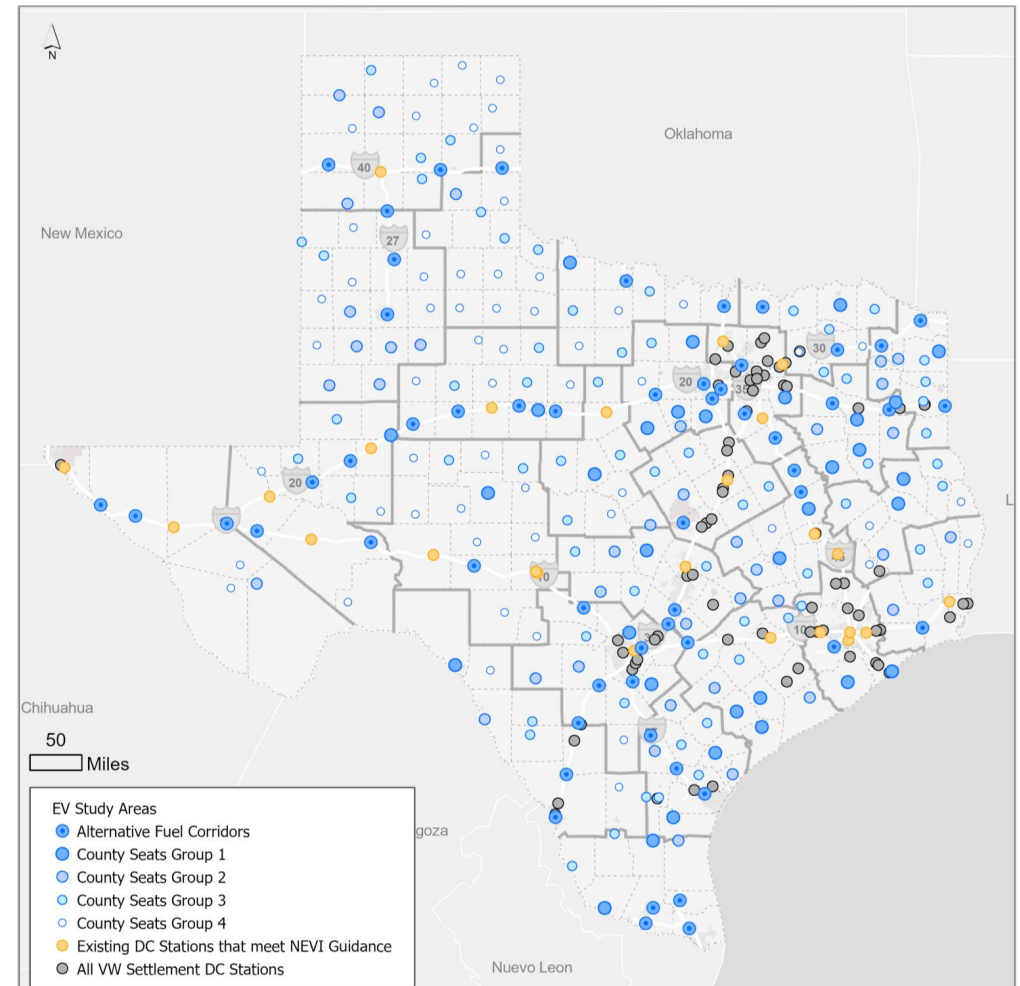 N
Oklahoma
40
New Mexico
27
30
20
35
20
L
10
10
Chihuahua
50
Miles
EV Study Areas
Alternative Fuel Corridors
goza
County Seats Group 1
County Seats Group 2
County Seats Group 3
County Seats Group 4
Existing DC Stations that meet NEVI Guidance
All VW Settlement DC Stations
Nuevo Leon